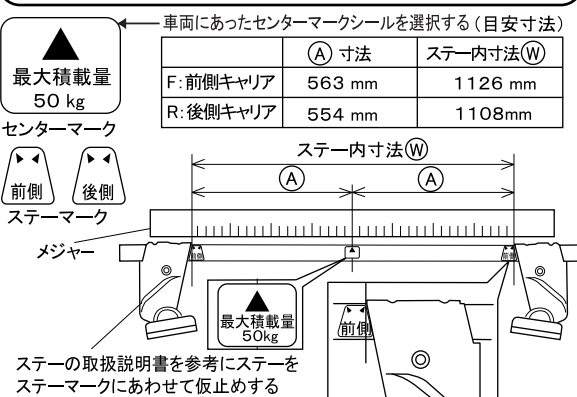 車両にあったセンターマークシールを選択する(目安寸法)
▲
最大積載量
50 kg
センターマーク
Ⓐ 寸法 ステー内寸法Ⓦ
F:前側キャリア 563 mm 1126 mm
R:後側キャリア 554 mm 1108mm
前側 後側
ステーマーク
ステー内寸法Ⓦ
Ⓐ Ⓐ
メジャー
前側 前側
最大積載量
50kg
前側
ステーの取扱説明書を参考にステーを
ステーマークにあわせて仮止めする